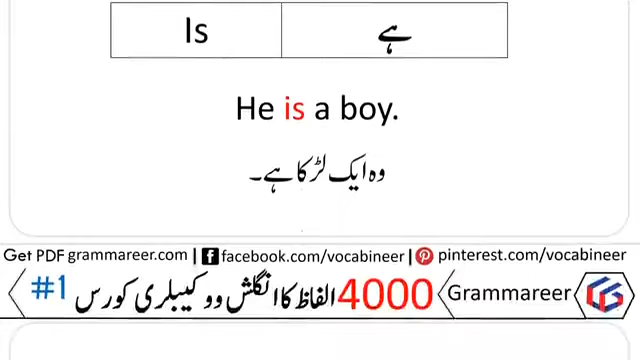 Is ہے
He is a boy.
وہ ایک لڑکا ہے۔
Get PDF grammareer.com | facebook.com/vocabineer | pinterest.com/vocabineer
#1 4000 الفاظ کا انگلش ووکیبلری کورس Grammareer